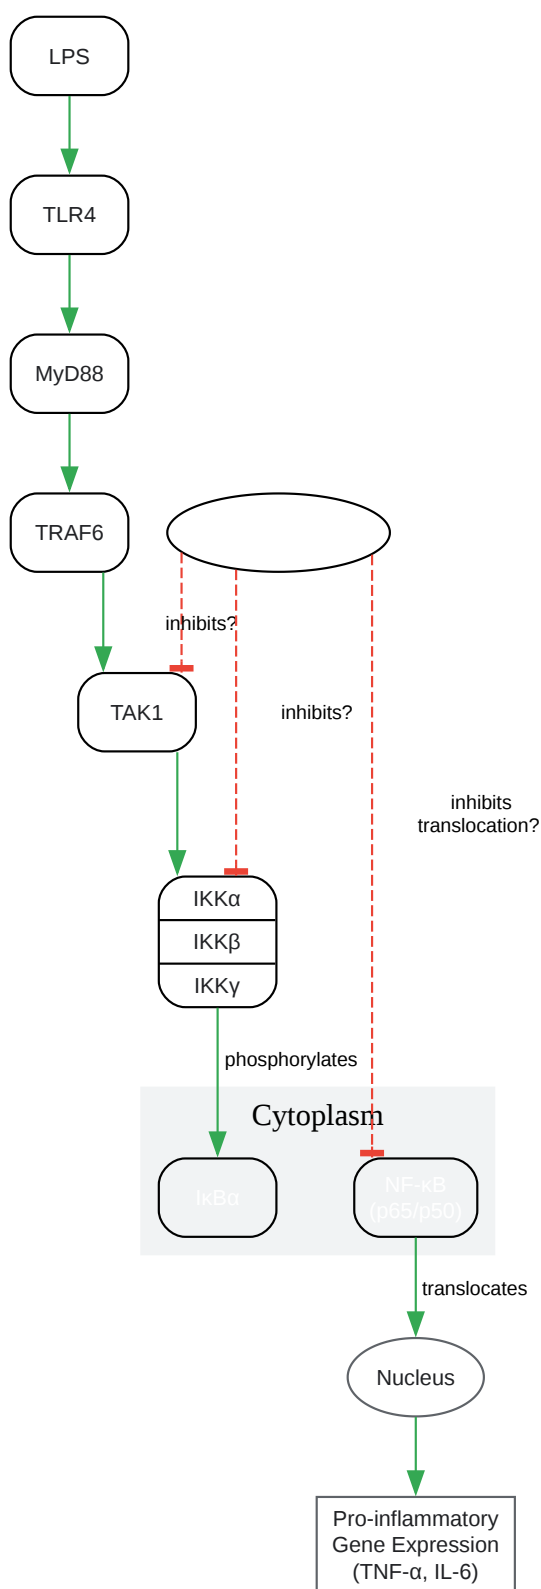 LPS
TLR4
MyD88
TRAF6
inhibits?
TAK1
inhibits?
inhibits
translocation?
IKKα
IKKβ
IKKγ
phosphorylates
Cytoplasm
IκBα
NF-κB
(p65/p50)
translocates
Nucleus
Pro-inflammatory
Gene Expression
(TNF-α, IL-6)